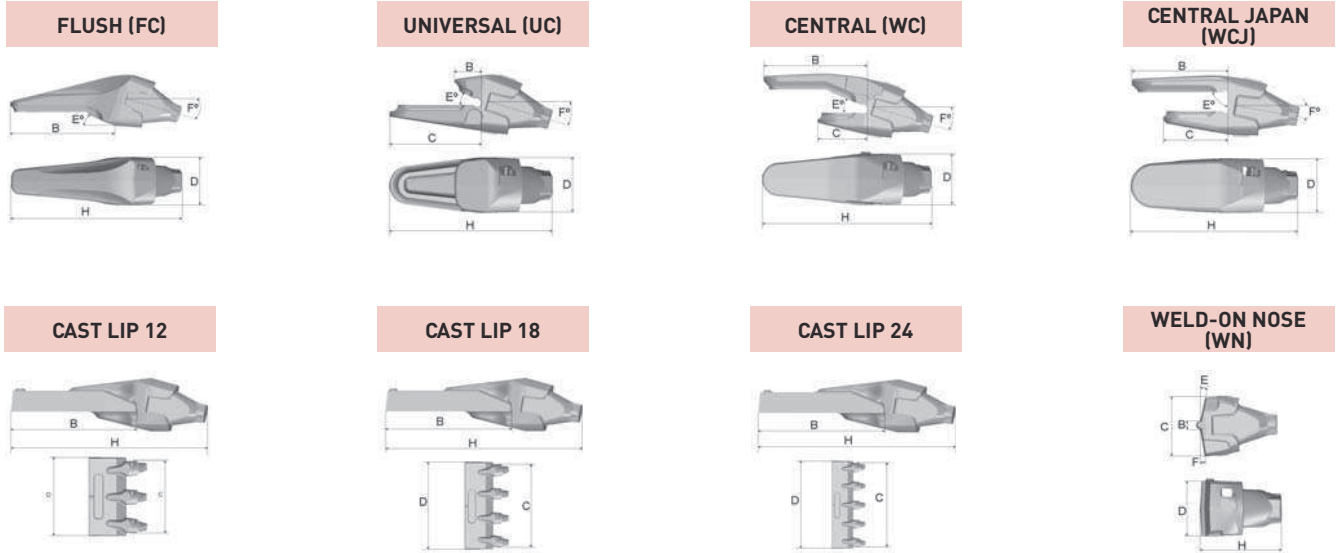 FLUSH (FC)
UNIVERSAL (UC)
CENTRAL (WC)
CENTRAL JAPAN
(WCJ)
B
E°
F°
D
H
B
E°
F°
C
D
H
B
E°
F°
C
D
H
B
E°
F°
C
D
H
CAST LIP 12
CAST LIP 18
CAST LIP 24
WELD-ON NOSE
(WN)
B
H
D
C
B
H
D
C
B
H
D
C
E
C
B
F
D
H